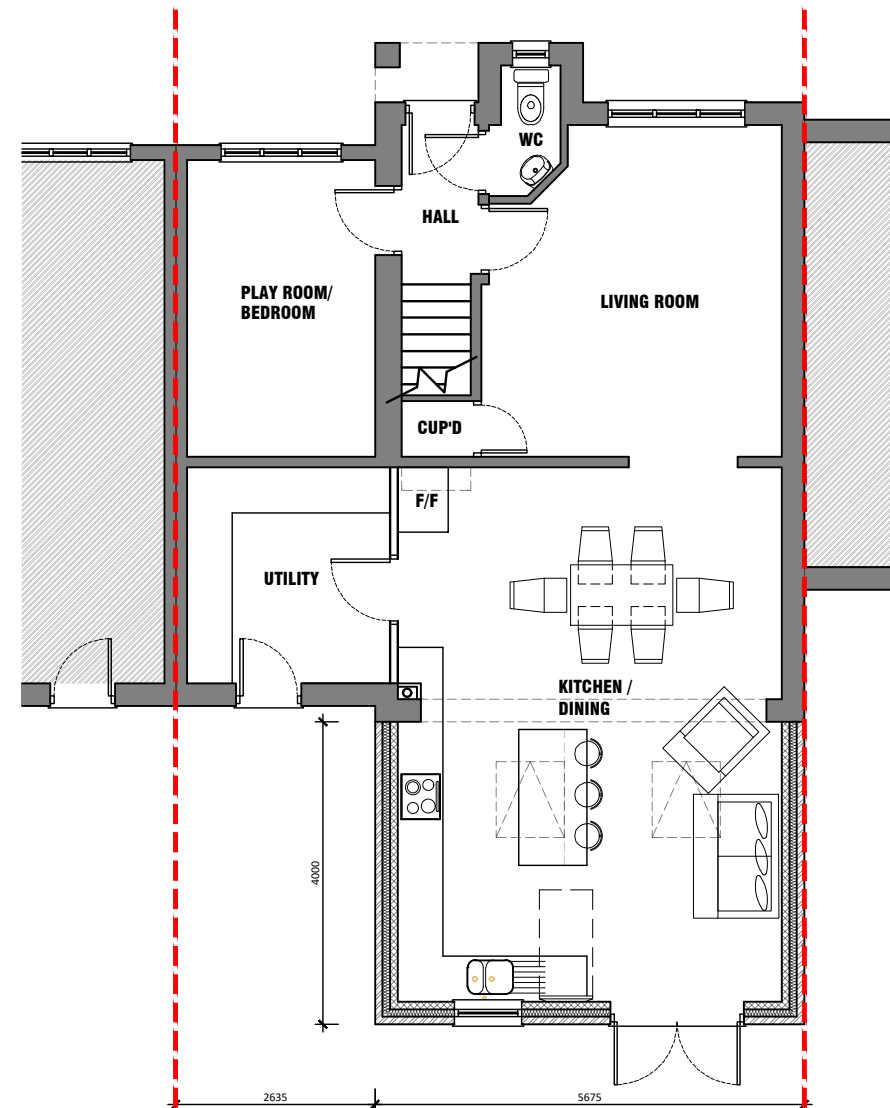 WC
HALL
PLAY ROOM/
BEDROOM
LIVING ROOM
CUP'D
F/F
UTILITY
KITCHEN /
DINING
4000
2635
5675